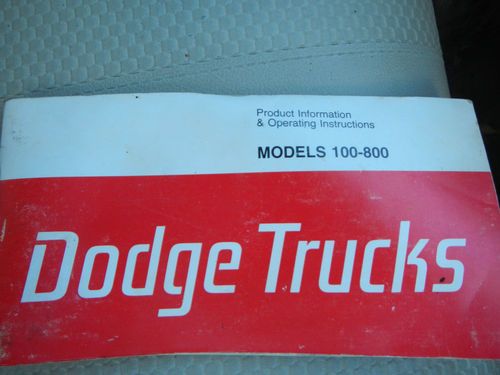 Product Information
& Operating Instructions
MODELS 100-800
Dodge Trucks